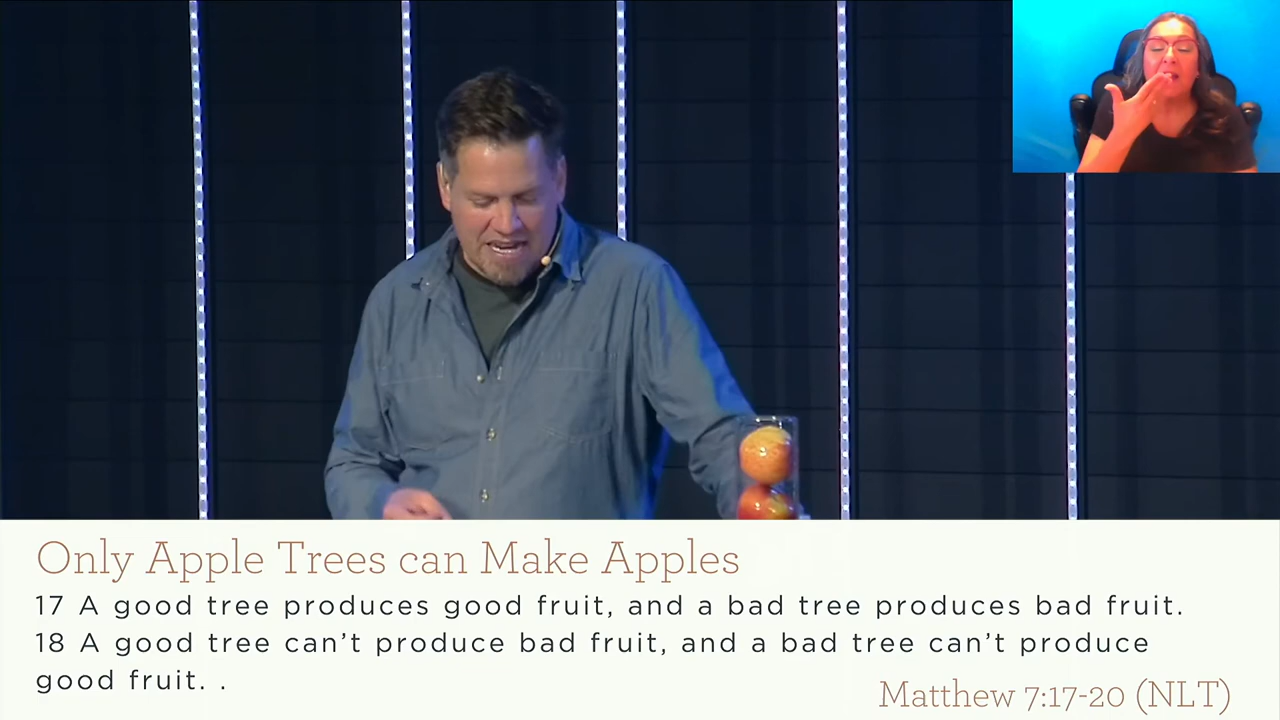 Only Apple Trees can Make Apples
17 A good tree produces good fruit, and a bad tree produces bad fruit.
18 A good tree can’t produce bad fruit, and a bad tree can’t produce
good fruit. .
Matthew 7:17-20 (NLT)